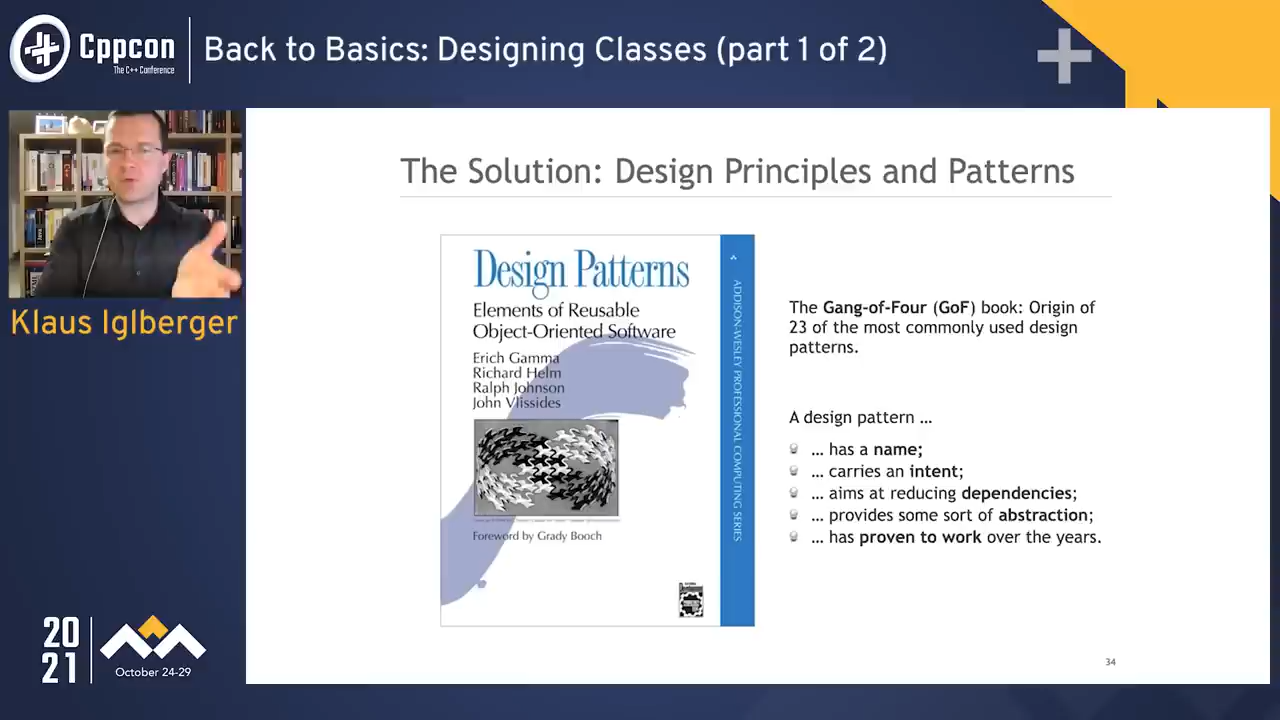 Cppcon
The C++ Conference
Back to Basics: Designing Classes (part 1 of 2)
Klaus Iglberger
The Solution: Design Principles and Patterns
Design Patterns
Elements of Reusable
Object-Oriented Software
Erich Gamma
Richard Helm
Ralph Johnson
John Vlissides
Foreword by Grady Booch
ADDISON-WESLEY PROFESSIONAL COMPUTING SERIES
The Gang-of-Four (GoF) book: Origin of
23 of the most commonly used design
patterns.
A design pattern …
… has a name;
… carries an intent;
… aims at reducing dependencies;
… provides some sort of abstraction;
… has proven to work over the years.
34
20
21
October 24-29